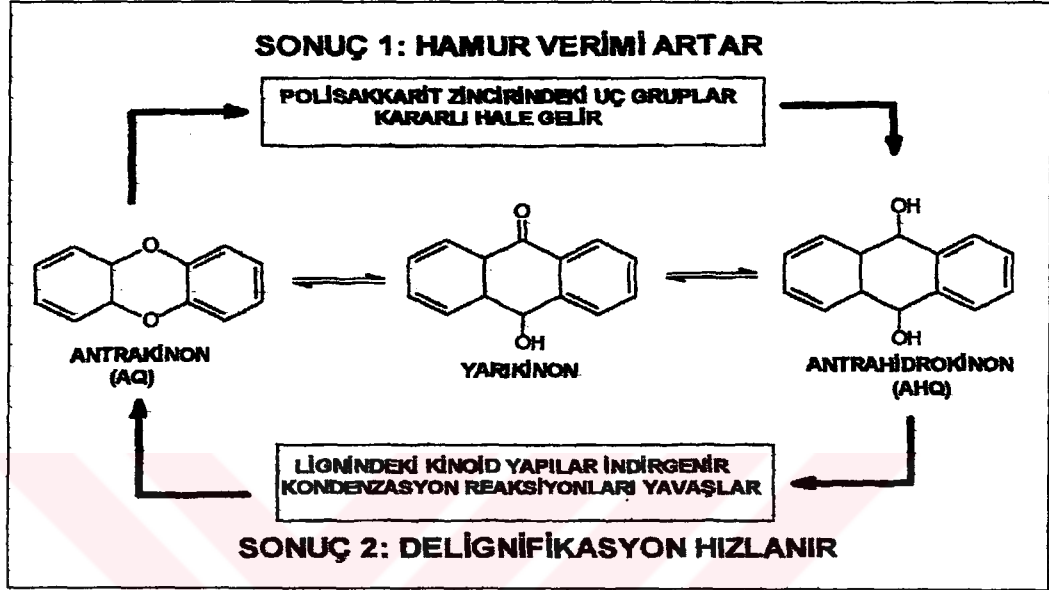 SONUÇ 1: HAMUR VERİMİ ARTAR
POLİSAKKARİT ZİNCİRİNDEKİ UÇ GRUPLAR
KARARLI HALE GELİR
O
O
ANTRAKİNON
(AQ)
O
OH
YARIKİNON
OH
OH
ANTRAHİDROKİNON
(AHQ)
LİGNİNDEKİ KİNOİD YAPILAR İNDİRGENİR
KONDENZASYON REAKSİYONLARI YAVAŞLAR
SONUÇ 2: DELİGNİFİKASYON HIZLANIR